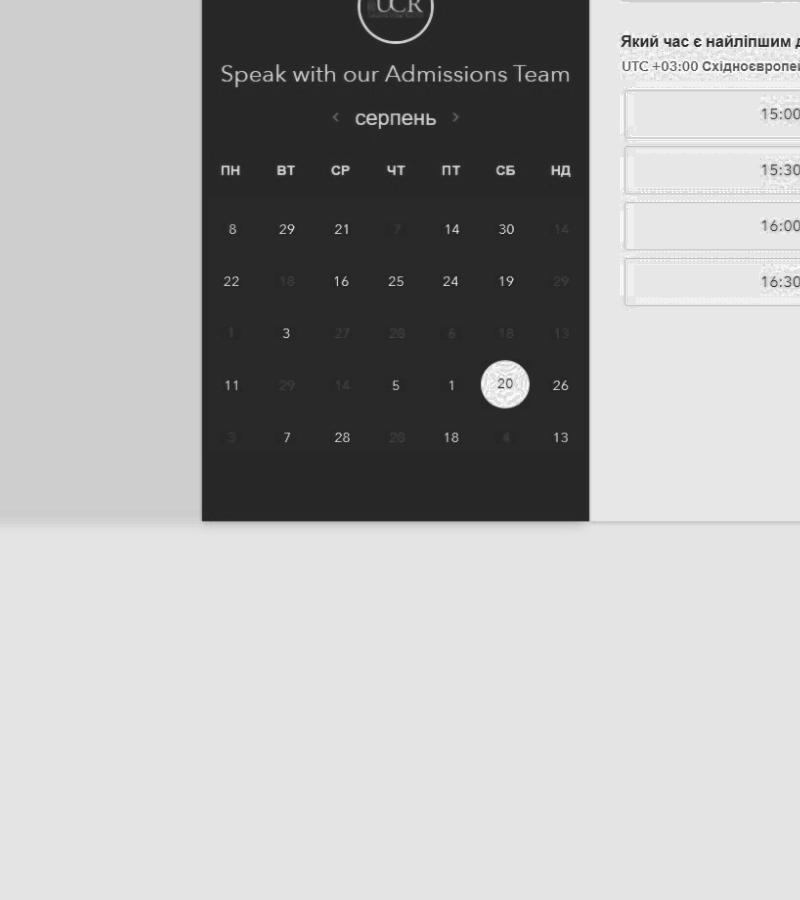 UCR
Speak with our Admissions Team
Який час є найліпшим
UTC +03:00 Східноєвропей
‹ серпень ›
ПН ВТ СР ЧТ ПТ СБ НД
8 29 21 7 14 30 14
22 18 16 25 24 19 29
1 3 27 28 6 18 13
11 29 14 5 1 20 26
3 7 28 28 18 4 13
15:00
15:30
16:00
16:30